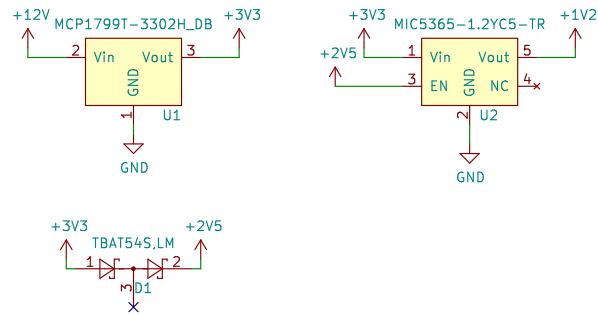 +12V
MCP1799T-3302H_DB
+3V3
2
Vin
Vout
3
GND
1
U1
GND
+3V3
MIC5365-1.2YC5-TR
+1V2
+2V5
1
Vin
Vout
5
3
EN
GND
NC
4
2
U2
GND
+3V3
TBAT54S,LM
+2V5
1
2
3
D1